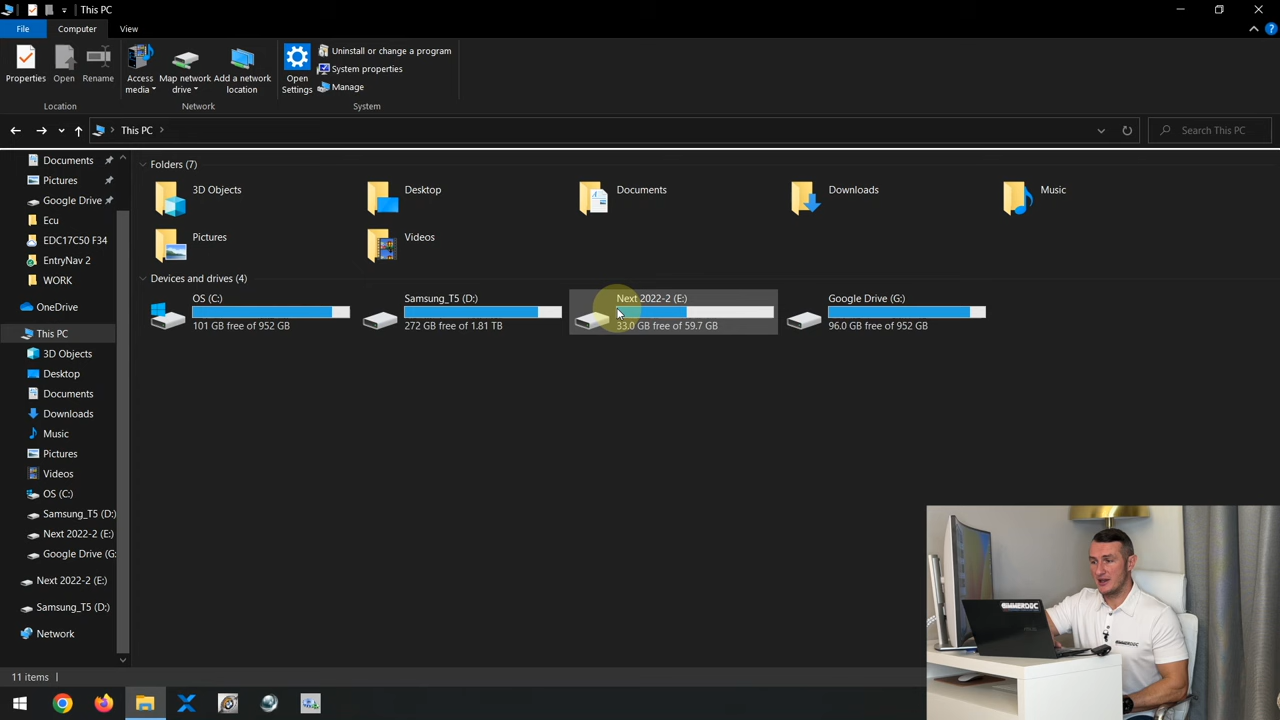 This PC
File
Computer
View
Properties
Open
Rename
Access media
Map network drive
Add a network location
Open Settings
Uninstall or change a program
System properties
Manage
Location
Network
System
This PC
Search This PC
Documents
Pictures
Google Drive
Ecu
EDC17C50 F34
EntryNav 2
WORK
OneDrive
This PC
3D Objects
Desktop
Documents
Downloads
Music
Pictures
Videos
OS (C:)
Samsung_T5 (D:)
Next 2022-2 (E:)
Google Drive (G:
Next 2022-2 (E:)
Samsung_T5 (D:)
Network
Folders (7)
3D Objects
Desktop
Documents
Downloads
Music
Pictures
Videos
Devices and drives (4)
OS (C:)
101 GB free of 952 GB
Samsung_T5 (D:)
272 GB free of 1.81 TB
Next 2022-2 (E:)
33.0 GB free of 59.7 GB
Google Drive (G:)
96.0 GB free of 952 GB
11 items